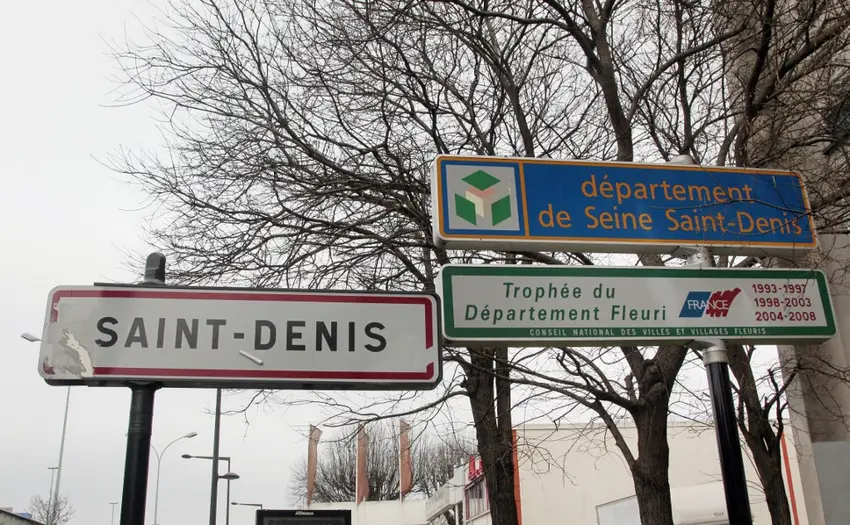 SAINT-DENIS
département
de Seine Saint-Denis
Trophée du
Département Fleuri
FRANCE
1993-1997
1998-2003
2004-2008
CONSEIL NATIONAL DES VILLES ET VILLAGES FLEURIS